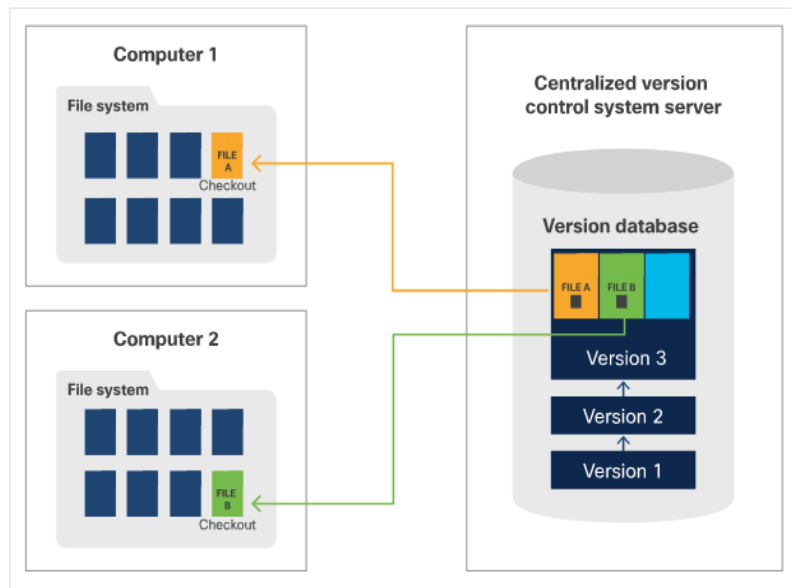 Computer 1
File system
FILE
A
Checkout
Computer 2
File system
FILE
B
Checkout
Centralized version
control system server
Version database
FILE A
FILE B
Version 3
Version 2
Version 1